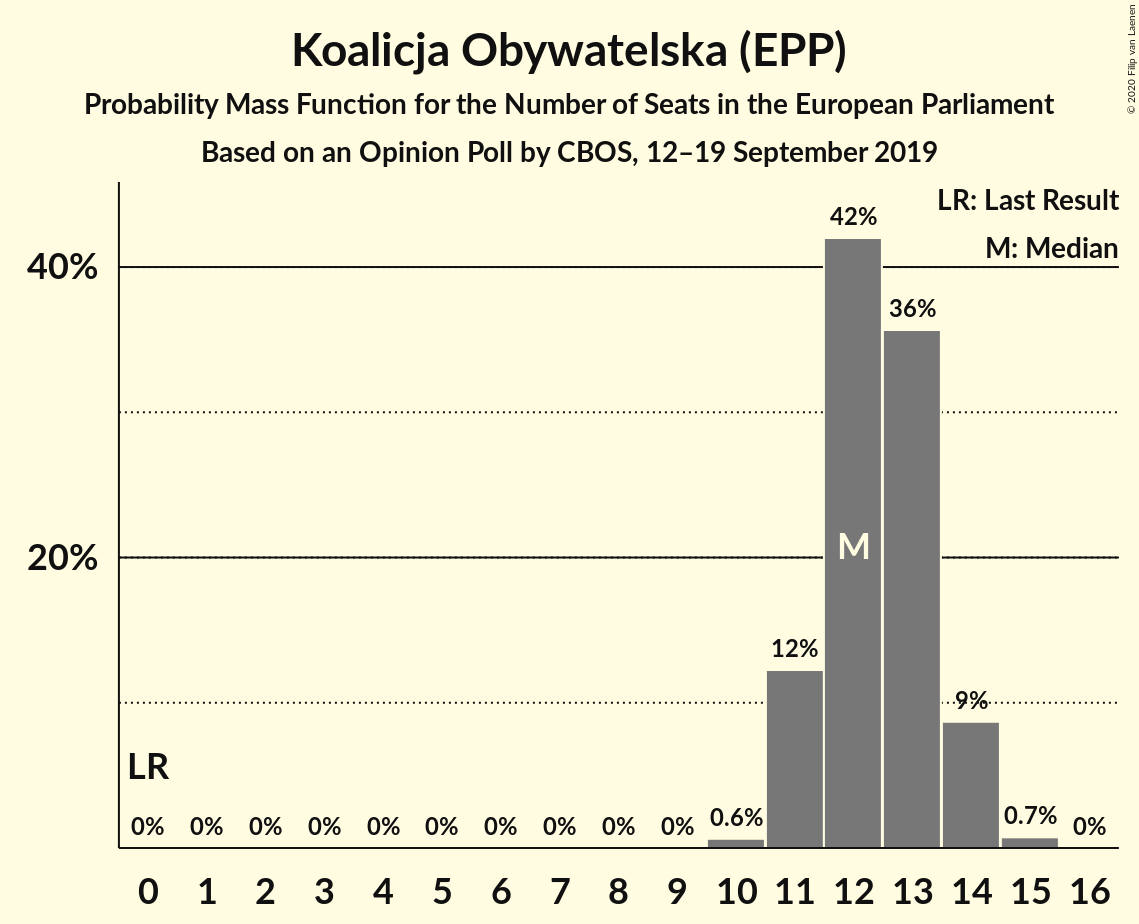 Koalicja Obywatelska (EPP)
Probability Mass Function for the Number of Seats in the European Parliament
Based on an Opinion Poll by CBOS, 12–19 September 2019
© 2020 Filip van Laenen
LR: Last Result
M: Median
40%
20%
42%
36%
12%
9%
M
LR
0% 0% 0% 0% 0% 0% 0% 0% 0% 0% 0.6% 0.7% 0%
0 1 2 3 4 5 6 7 8 9 10 11 12 13 14 15 16